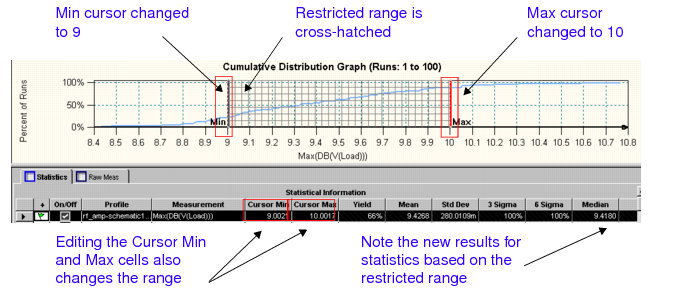 Min cursor changed
to 9
Restricted range is
cross-hatched
Max cursor
changed to 10
Cumulative Distribution Graph (Runs: 1 to 100)
Percent of Runs
100%
50%
0%
Min
Max
8.4 8.5 8.6 8.7 8.8 8.9 9.0 9.1 9.2 9.3 9.4 9.5 9.6 9.7 9.8 9.9 10 10.1 10.2 10.3 10.4 10.5 10.6 10.7 10.8
Max(DB(V(Load)))
Statistics Raw Meas
Statistical Information
+ On/Off Profile Measurement Cursor Min Cursor Max Yield Mean Std Dev 3 Sigma 6 Sigma Median
rf_amp-schematic1... Max(DB(V(Load))) 9.0021 10.0017 66% 9.4268 280.0109m 100% 100% 9.4180
Editing the Cursor Min
and Max cells also
changes the range
Note the new results for
statistics based on the
restricted range